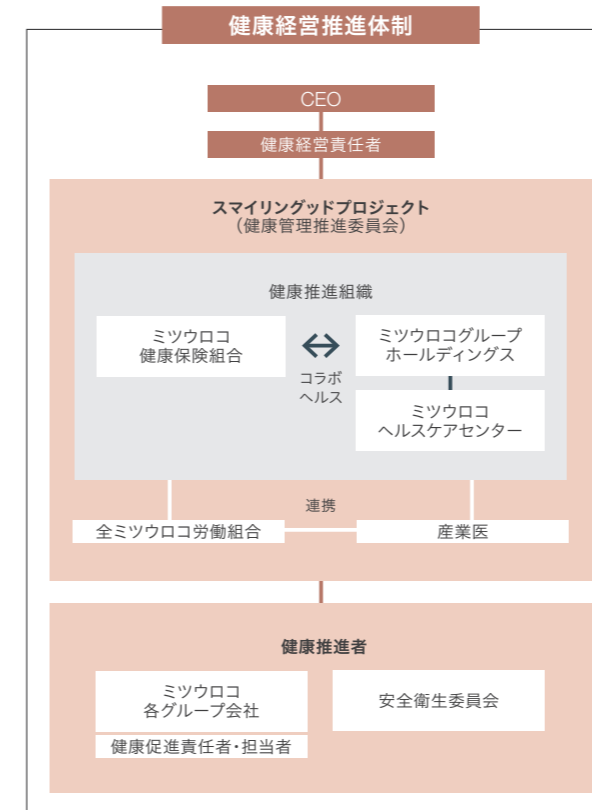 健康経営推進体制
CEO
健康経営責任者
スマイリングッドプロジェクト
(健康管理推進委員会)
健康推進組織
ミツウロコ
健康保険組合
コラボ
ヘルス
ミツウロコグループ
ホールディングス
ミツウロコ
ヘルスケアセンター
連携
全ミツウロコ労働組合
産業医
健康推進者
ミツウロコ
各グループ会社
健康促進責任者・担当者
安全衛生委員会